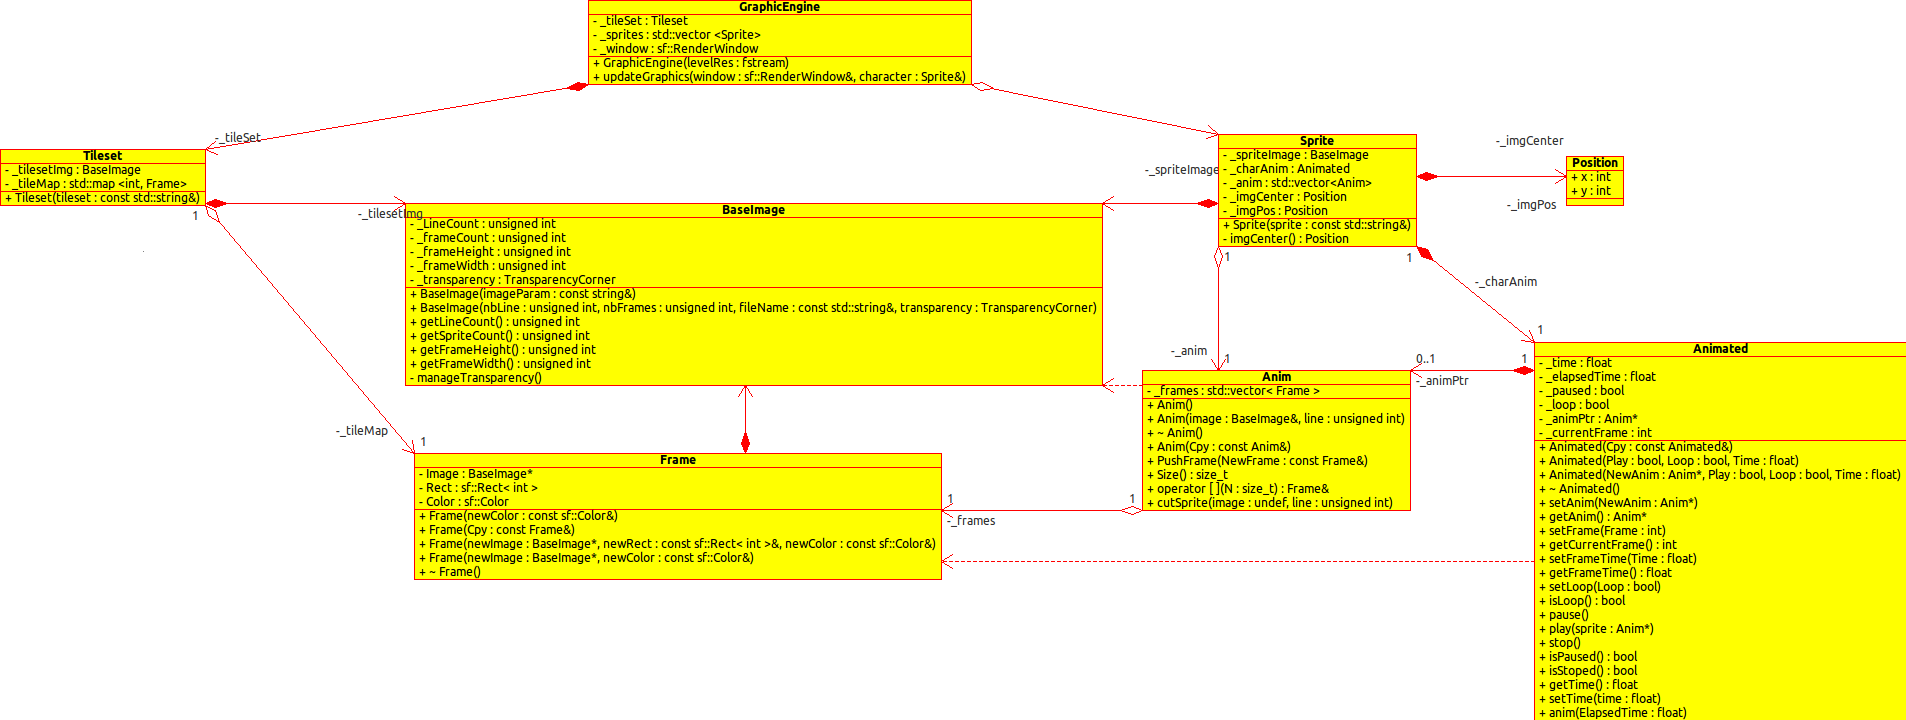 GraphicEngine
- _tileSet : Tileset
- _sprites : std::vector <Sprite>
- _window : sf::RenderWindow
+ GraphicEngine(levelRes : fstream)
+ updateGraphics(window : sf::RenderWindow&, character : Sprite&)
-_tileSet
Tileset
- _tilesetImg : BaseImage
- _tileMap : std::map <int, Frame>
+ Tileset(tileset : const std::string&)
1
-_tilesetImg
-_spriteImage
Sprite
- _spriteImage : BaseImage
- _charAnim : Animated
- _anim : std::vector<Anim>
- _imgCenter : Position
- _imgPos : Position
+ Sprite(sprite : const std::string&)
- imgCenter() : Position
-_imgCenter
Position
+ x : int
+ y : int
-_imgPos
BaseImage
- _LineCount : unsigned int
- _frameCount : unsigned int
- _frameHeight : unsigned int
- _frameWidth : unsigned int
- _transparency : TransparencyCorner
+ BaseImage(imageParam : const string&)
+ BaseImage(nbLine : unsigned int, nbFrames : unsigned int, fileName : const std::string&, transparency : TransparencyCorner)
+ getLineCount() : unsigned int
+ getSpriteCount() : unsigned int
+ getFrameHeight() : unsigned int
+ getFrameWidth() : unsigned int
- manageTransparency()
1
1
-_charAnim
1
-_anim
1
0..1
-_animPtr
1
Anim
- _frames : std::vector< Frame >
+ Anim()
+ Anim(image : BaseImage&, line : unsigned int)
+ ~ Anim()
+ Anim(Cpy : const Anim&)
+ PushFrame(NewFrame : const Frame&)
+ Size() : size_t
+ operator [ ](N : size_t) : Frame&
+ cutSprite(image : undef, line : unsigned int)
Animated
- _time : float
- _elapsedTime : float
- _paused : bool
- _loop : bool
- _animPtr : Anim*
- _currentFrame : int
+ Animated(Cpy : const Animated&)
+ Animated(Play : bool, Loop : bool, Time : float)
+ Animated(NewAnim : Anim*, Play : bool, Loop : bool, Time : float)
+ ~ Animated()
+ setAnim(NewAnim : Anim*)
+ getAnim() : Anim*
+ setFrame(Frame : int)
+ getCurrentFrame() : int
+ setFrameTime(Time : float)
+ getFrameTime() : float
+ setLoop(Loop : bool)
+ isLoop() : bool
+ pause()
+ play(sprite : Anim*)
+ stop()
+ isPaused() : bool
+ isStoped() : bool
+ getTime() : float
+ setTime(time : float)
+ anim(ElapsedTime : float)
-_tileMap
1
Frame
- Image : BaseImage*
- Rect : sf::Rect< int >
- Color : sf::Color
+ Frame(newColor : const sf::Color&)
+ Frame(Cpy : const Frame&)
+ Frame(newImage : BaseImage*, newRect : const sf::Rect< int >&, newColor : const sf::Color&)
+ Frame(newImage : BaseImage*, newColor : const sf::Color&)
+ ~ Frame()
1
1
-_frames